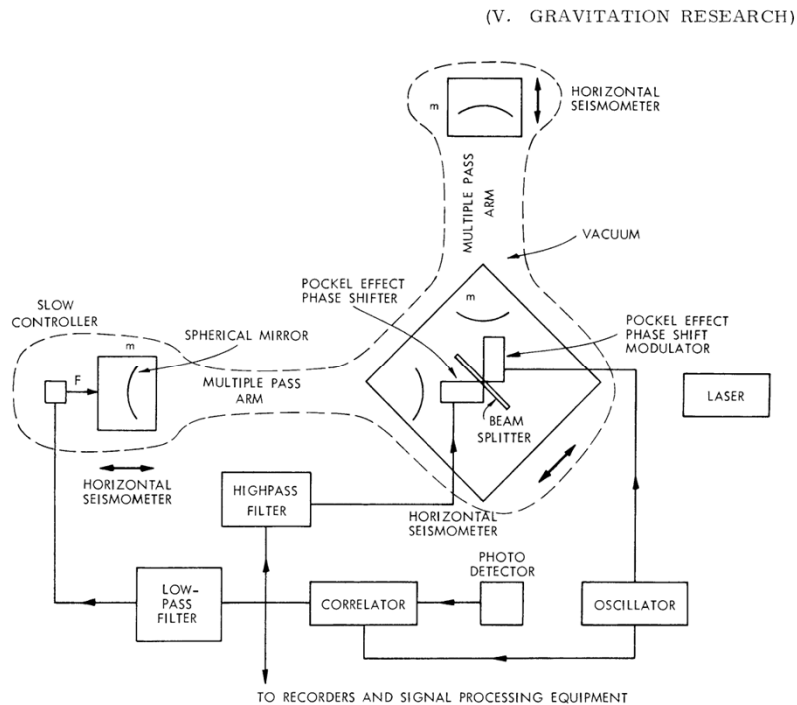 (V. GRAVITATION RESEARCH)
HORIZONTAL
SEISMOMETER
m
MULTIPLE PASS
ARM
VACUUM
POCKEL EFFECT
PHASE SHIFTER
m
SLOW
CONTROLLER
POCKEL EFFECT
PHASE SHIFT
MODULATOR
m
SPHERICAL MIRROR
F
MULTIPLE PASS
ARM
LASER
BEAM
SPLITTER
HORIZONTAL
SEISMOMETER
HIGHPASS
FILTER
HORIZONTAL
SEISMOMETER
PHOTO
DETECTOR
LOW-
PASS
FILTER
CORRELATOR
OSCILLATOR
TO RECORDERS AND SIGNAL PROCESSING EQUIPMENT